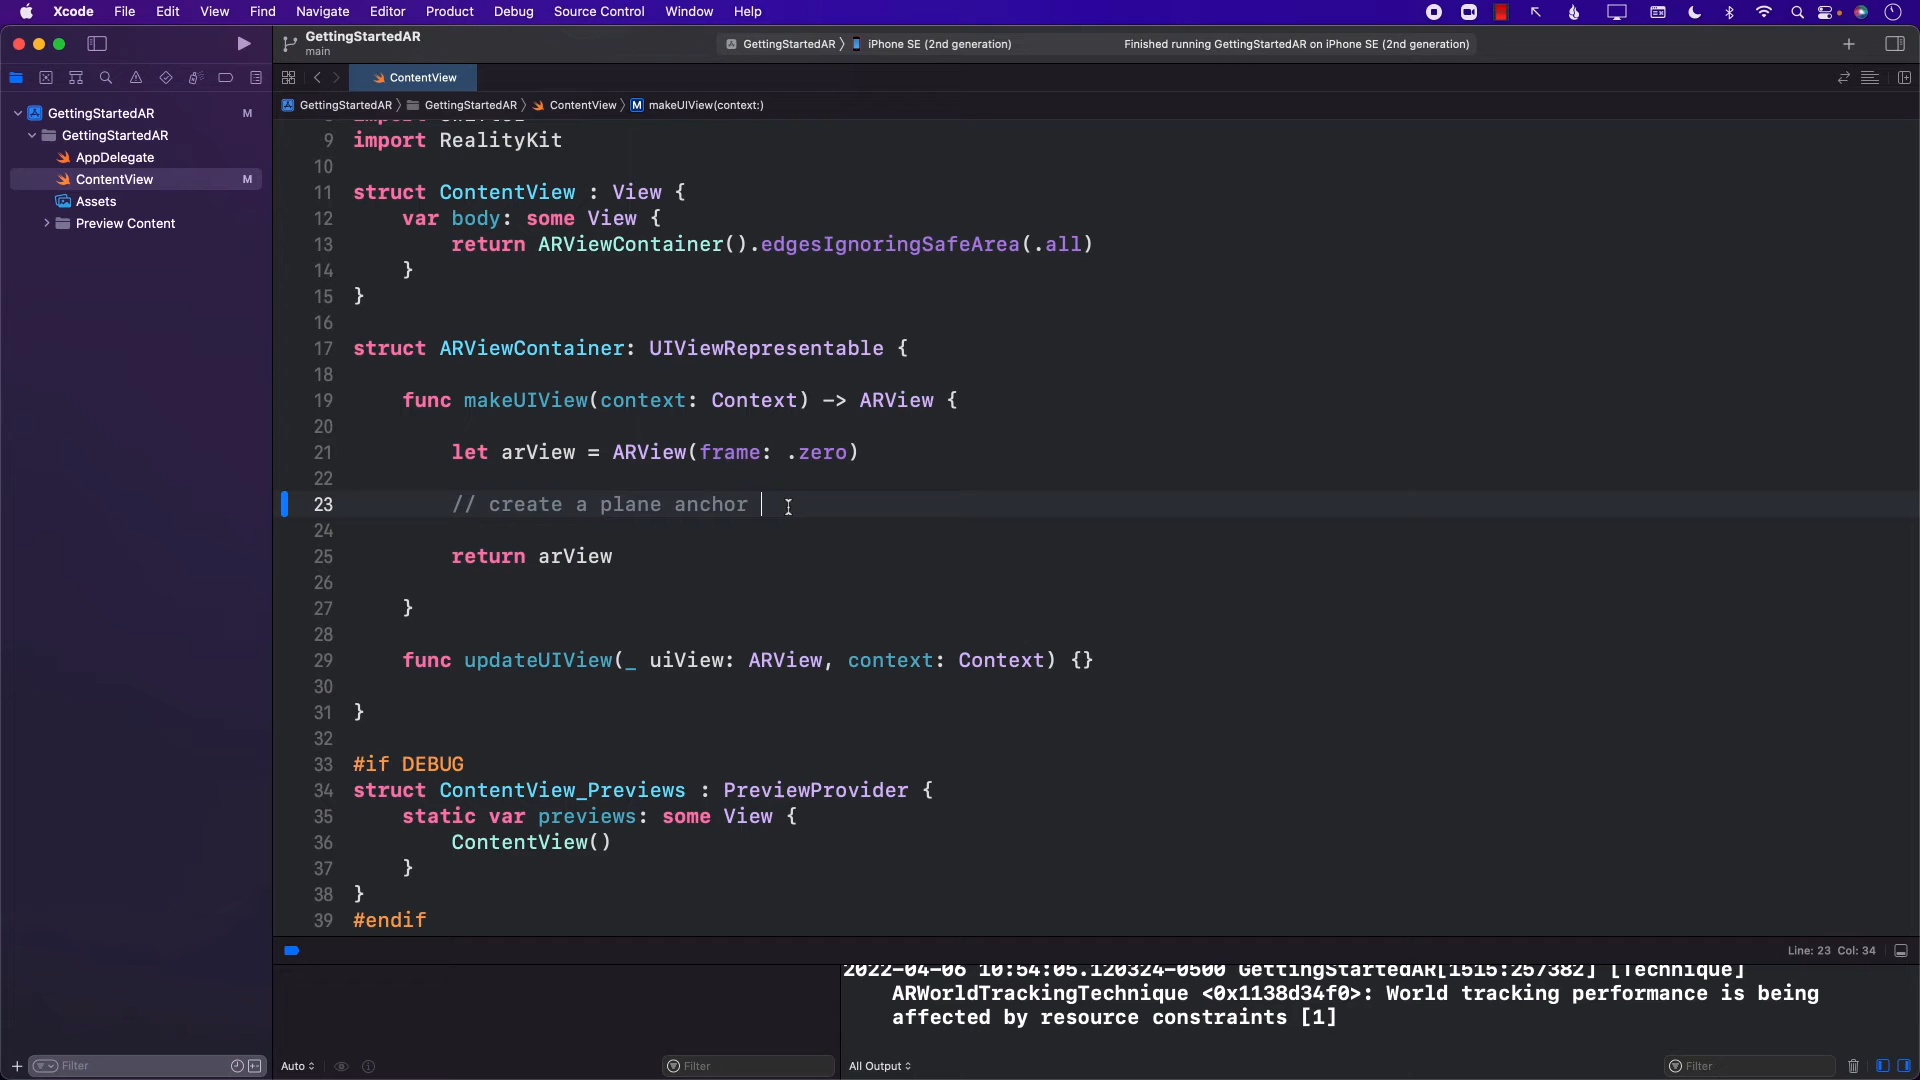 Xcode File Edit View Find Navigate Editor Product Debug Source Control Window Help
GettingStartedAR
main
GettingStartedAR 〉 iPhone SE (2nd generation) Finished running GettingStartedAR on iPhone SE (2nd generation)
ContentView
GettingStartedAR 〉 GettingStartedAR 〉 ContentView 〉 M makeUIView(context:)
GettingStartedAR M
GettingStartedAR
AppDelegate
ContentView M
Assets
Preview Content
9 import RealityKit
10
11 struct ContentView : View {
12 var body: some View {
13 return ARViewContainer().edgesIgnoringSafeArea(.all)
14 }
15 }
16
17 struct ARViewContainer: UIViewRepresentable {
18
19 func makeUIView(context: Context) -> ARView {
20
21 let arView = ARView(frame: .zero)
22
23 // create a plane anchor
24
25 return arView
26
27 }
28
29 func updateUIView(_ uiView: ARView, context: Context) {}
30
31 }
32
33 #if DEBUG
34 struct ContentView_Previews : PreviewProvider {
35 static var previews: some View {
36 ContentView()
37 }
38 }
39 #endif
Line: 23 Col: 34
2022-04-06 10:54:05.120324-0500 GettingStartedAR[1515:257382] [Technique]
ARWorldTrackingTechnique <0x1138d34f0>: World tracking performance is being
affected by resource constraints [1]
Filter
Auto
Filter
All Output
Filter